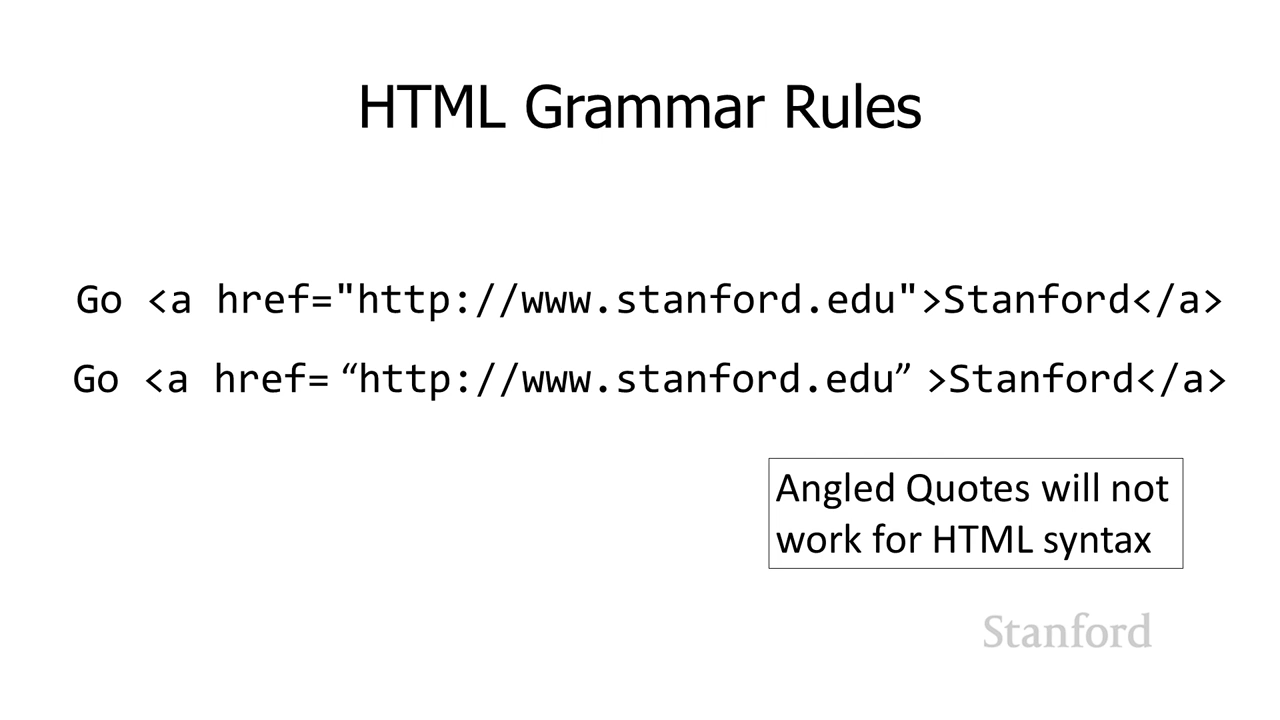 HTML Grammar Rules
Go <a href="http://www.stanford.edu">Stanford</a>
Go <a href= “http://www.stanford.edu” >Stanford</a>
Angled Quotes will not
work for HTML syntax
Stanford